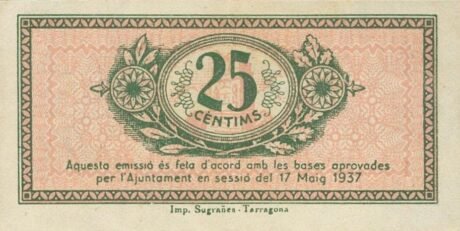 25
CÈNTIMS
Aquesta emissió és feta d'acord amb les bases aprovades
per l'Ajuntament en sessió del 17 Maig 1937
Imp. Sugrañes - Tarragona